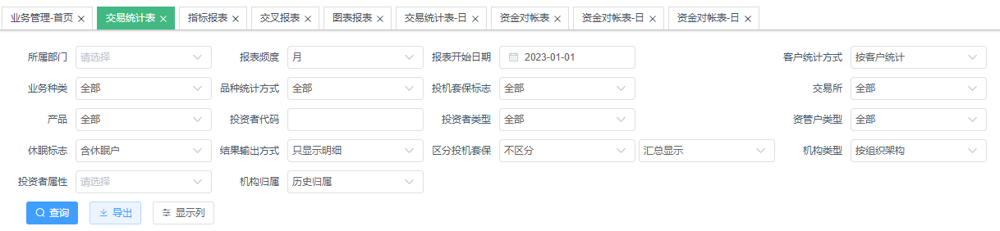 业务管理-首页 交易统计表 指标报表 交叉报表 图表报表 交易统计表-日 资金对帐表 资金对帐表-日 资金对帐表-日
所属部门 请选择 报表频度 月 报表开始日期 2023-01-01 客户统计方式 按客户统计
业务种类 全部 品种统计方式 全部 投机套保标志 全部 交易所 全部
产品 全部 投资者代码 投资者类型 全部 资管户类型 全部
休眠标志 含休眠户 结果输出方式 只显示明细 区分投机套保 不区分 汇总显示 机构类型 按组织架构
投资者属性 请选择 机构归属 历史归属
查询 导出 显示列